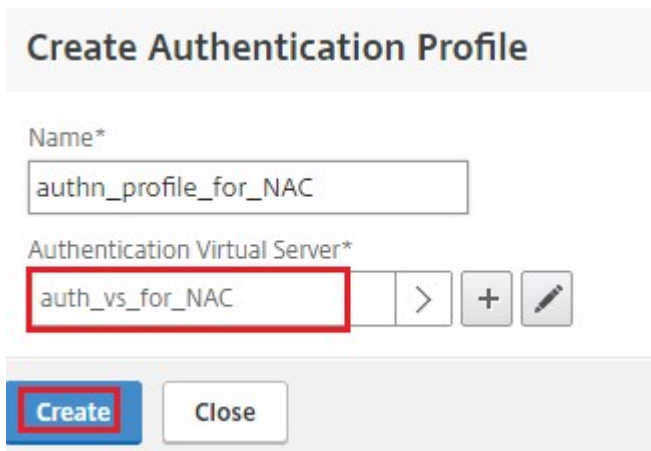 Create Authentication Profile
Name*
authn_profile_for_NAC
Authentication Virtual Server*
auth_vs_for_NAC
Create Close